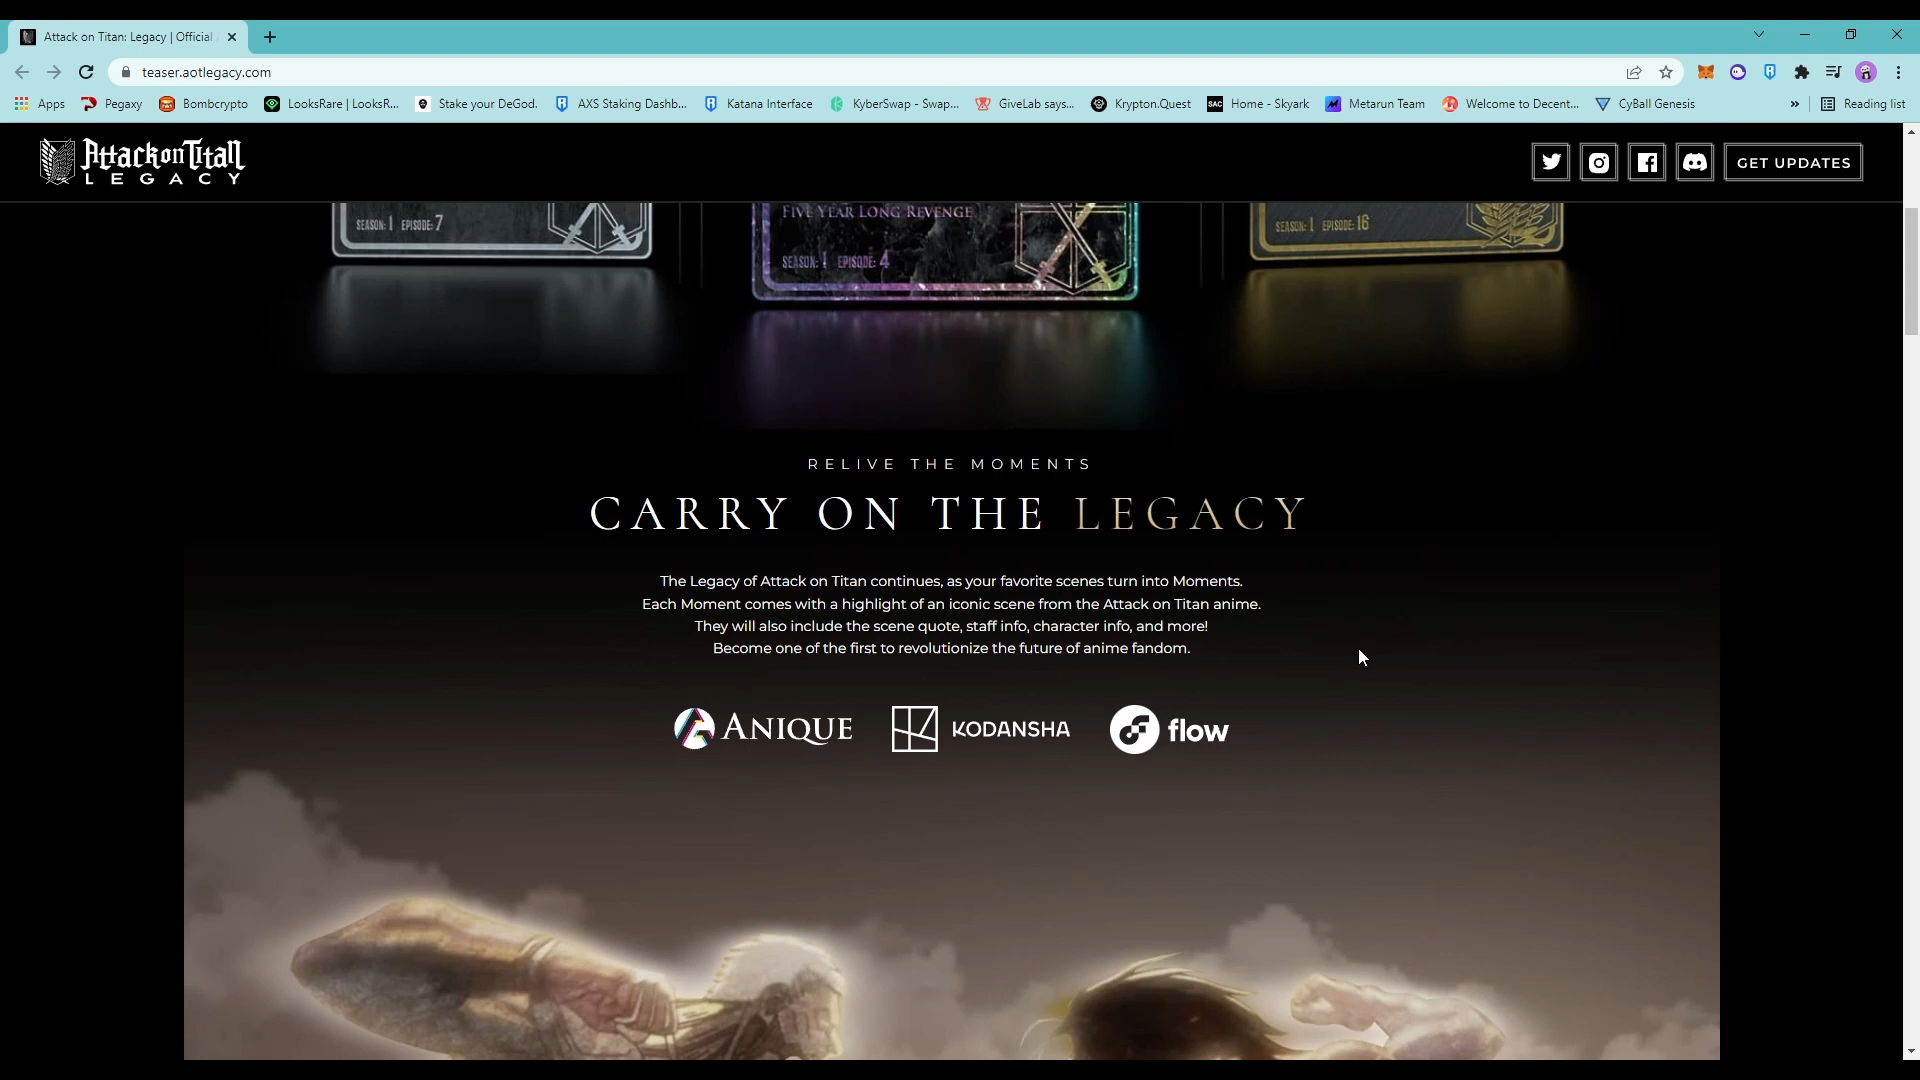 Attack on Titan: Legacy | Official
teaser.aotlegacy.com
Apps
Pegaxy
Bombcrypto
LooksRare | LooksR...
Stake your DeGod.
AXS Staking Dashb...
Katana Interface
KyberSwap - Swap...
GiveLab says...
Krypton.Quest
SAC
Home - Skyark
Metarun Team
Welcome to Decent...
CyBall Genesis
»
Reading list
Attack on Titan
LEGACY
GET UPDATES
SEASON: 1 EPISODE: 7
FIVE YEAR LONG REVENGE
SEASON: 1 EPISODE: 4
SEASON: 1 EPISODE: 16
RELIVE THE MOMENTS
CARRY ON THE LEGACY
The Legacy of Attack on Titan continues, as your favorite scenes turn into Moments.
Each Moment comes with a highlight of an iconic scene from the Attack on Titan anime.
They will also include the scene quote, staff info, character info, and more!
Become one of the first to revolutionize the future of anime fandom.
ANIQUE
KODANSHA
flow